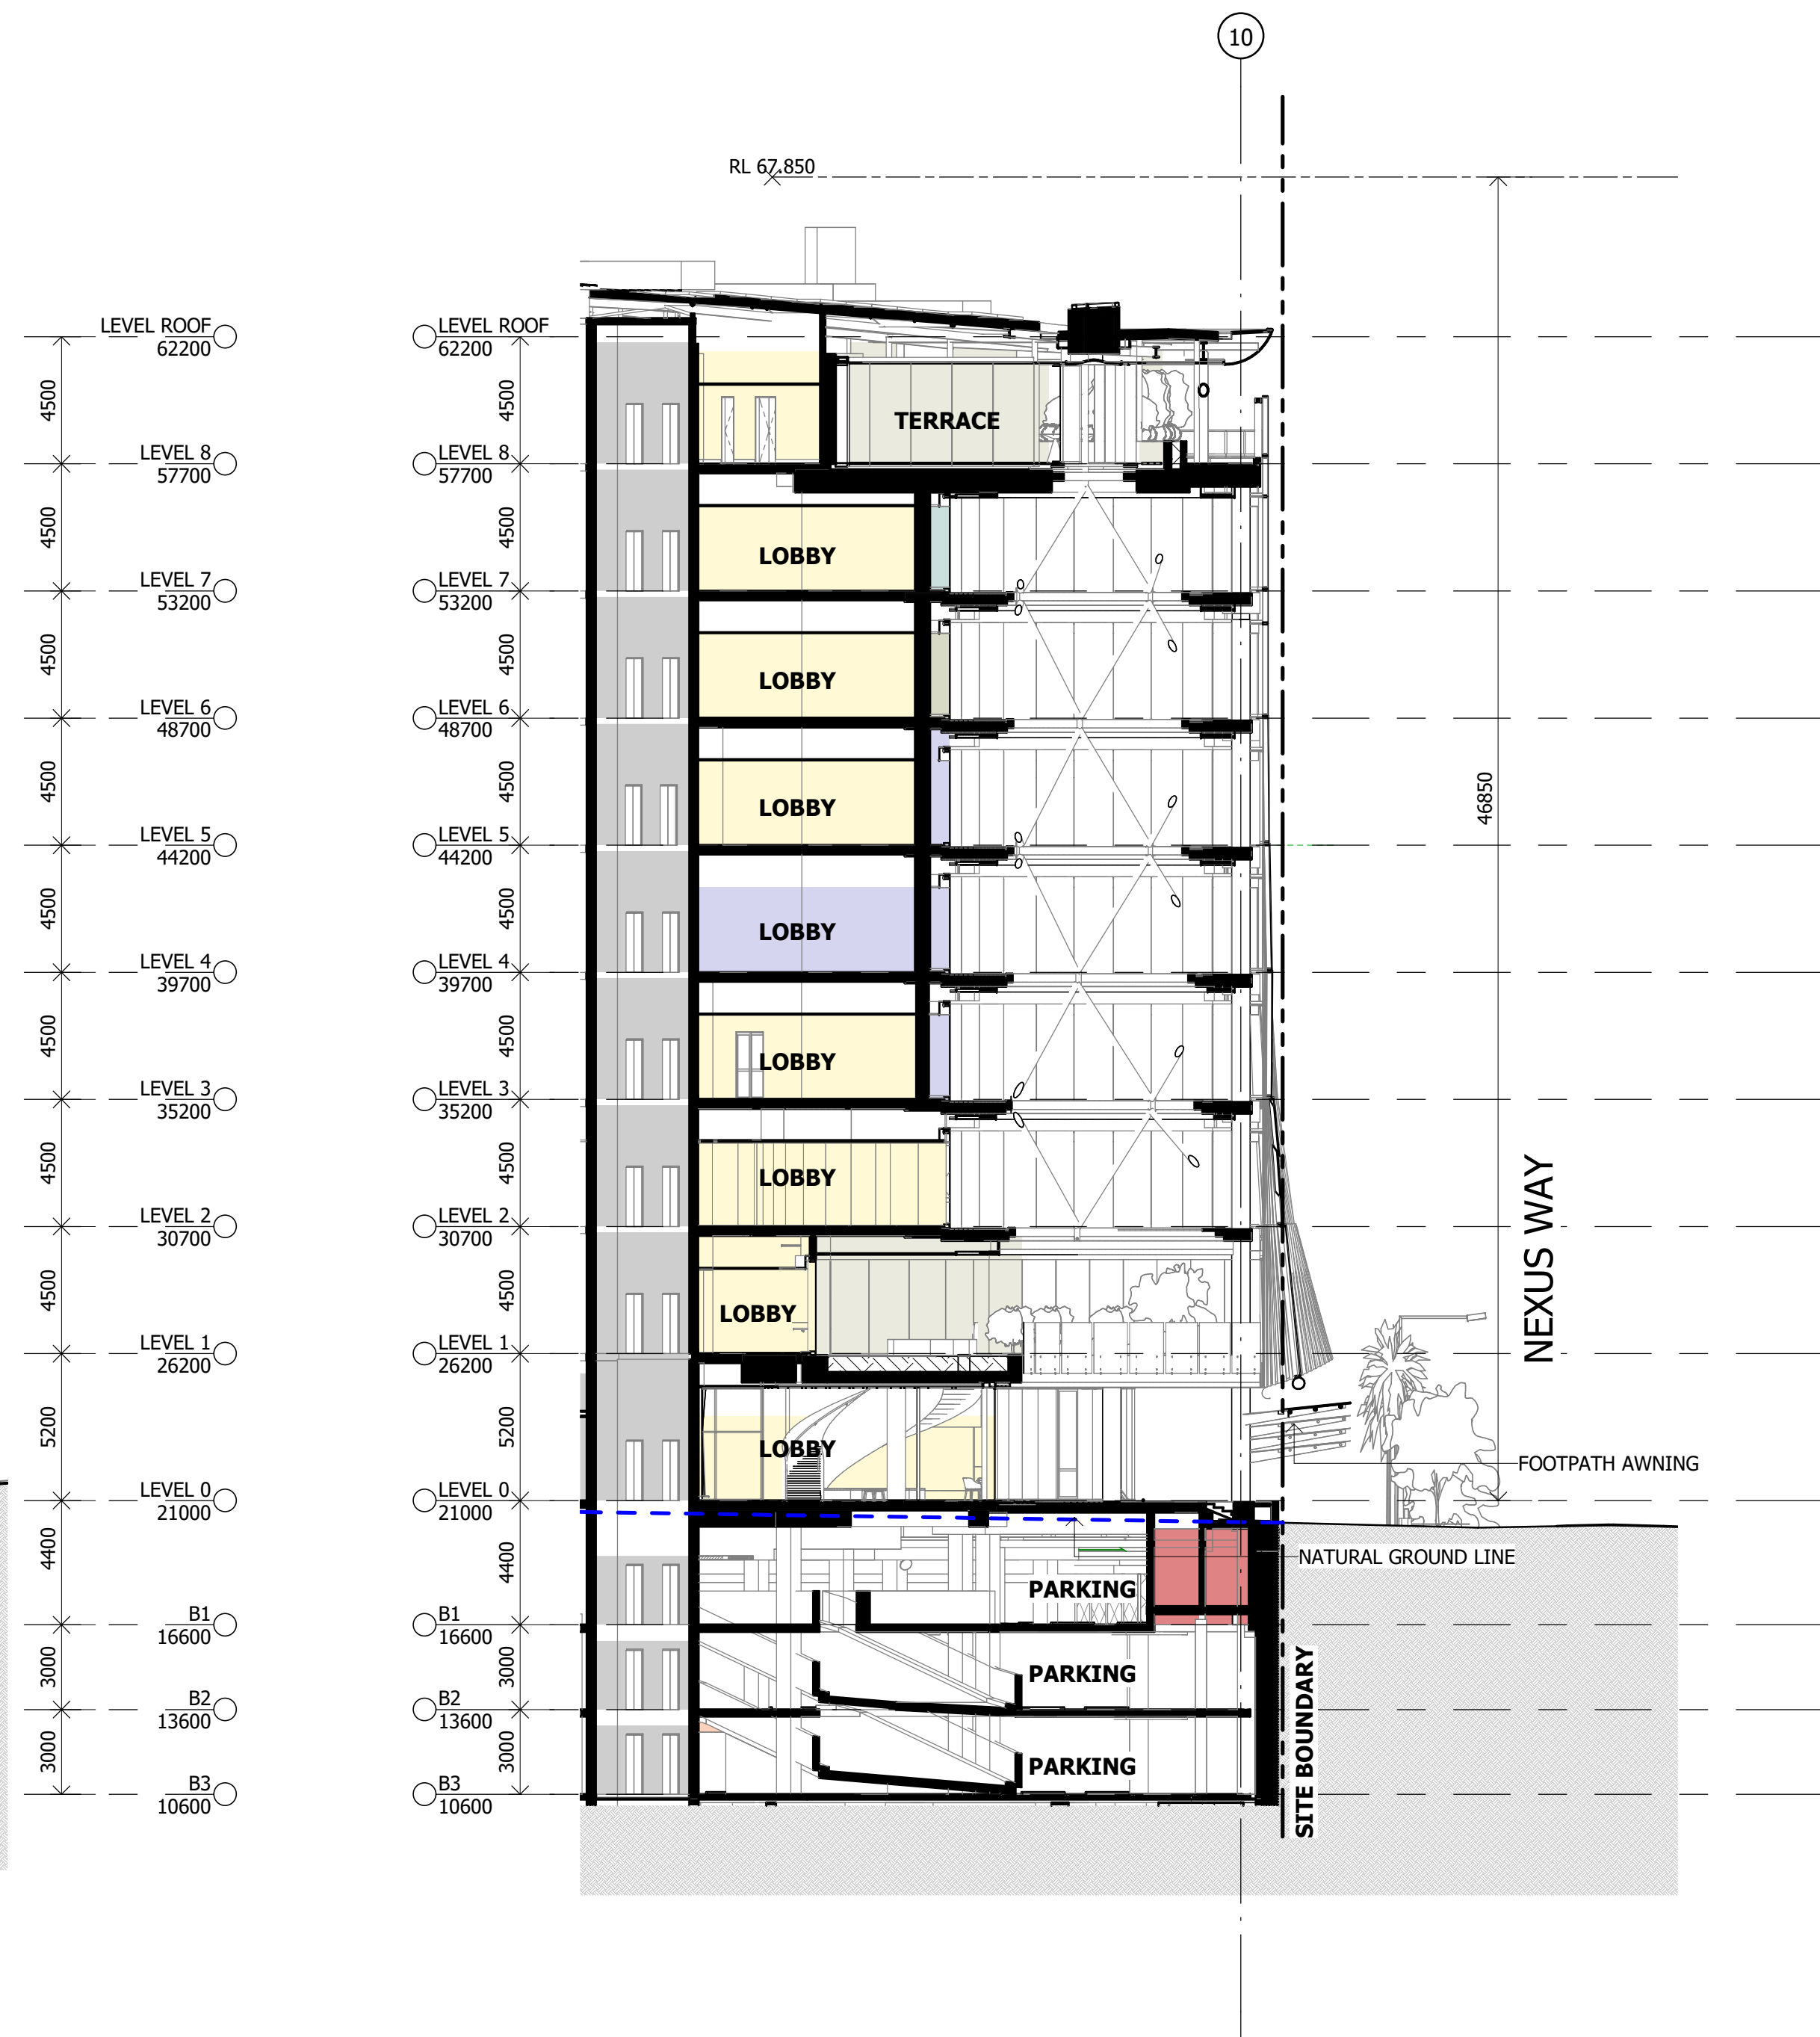 10
RL 67.850
LEVEL ROOF
62200
LEVEL ROOF
62200
4500
4500
TERRACE
LEVEL 8
57700
LEVEL 8
57700
4500
4500
LOBBY
LEVEL 7
53200
LEVEL 7
53200
4500
4500
LOBBY
LEVEL 6
48700
LEVEL 6
48700
4500
4500
LOBBY
46850
LEVEL 5
44200
LEVEL 5
44200
4500
4500
LOBBY
LEVEL 4
39700
LEVEL 4
39700
4500
4500
LOBBY
LEVEL 3
35200
LEVEL 3
35200
4500
4500
LOBBY
LEVEL 2
30700
LEVEL 2
30700
NEXUS WAY
4500
4500
LOBBY
LEVEL 1
26200
LEVEL 1
26200
5200
5200
LOBBY
FOOTPATH AWNING
LEVEL 0
21000
LEVEL 0
21000
4400
4400
NATURAL GROUND LINE
PARKING
B1
16600
B1
16600
3000
3000
PARKING
SITE BOUNDARY
B2
13600
B2
13600
3000
3000
PARKING
B3
10600
B3
10600